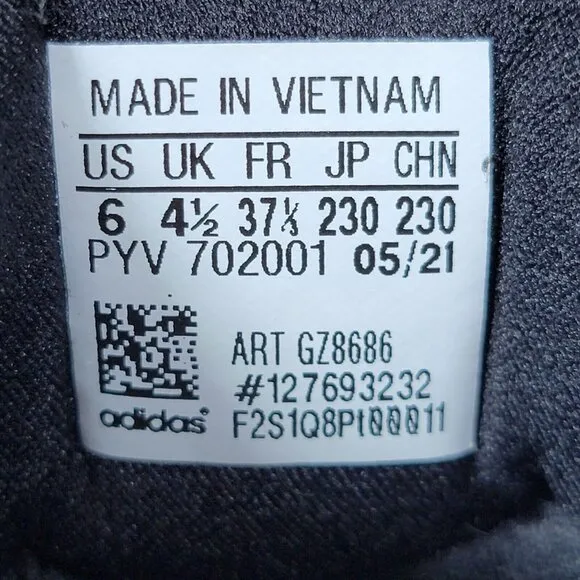 MADE IN VIETNAM
US UK FR JP CHN
6 4½ 37⅓ 230 230
PYV 702001 05/21
ART GZ8686
#127693232
adidas F2S1Q8Pt00011